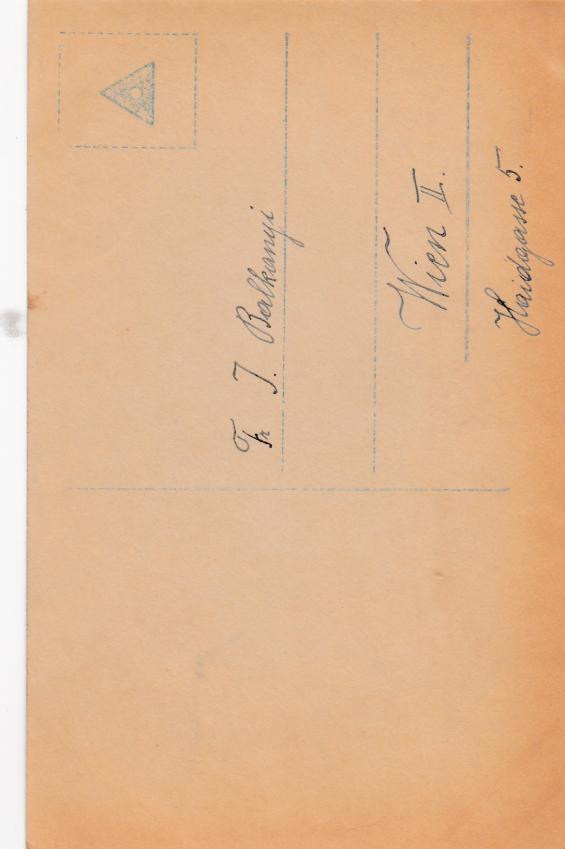 Fr J. Balkanyi
Wien II.
Haidgasse 5.